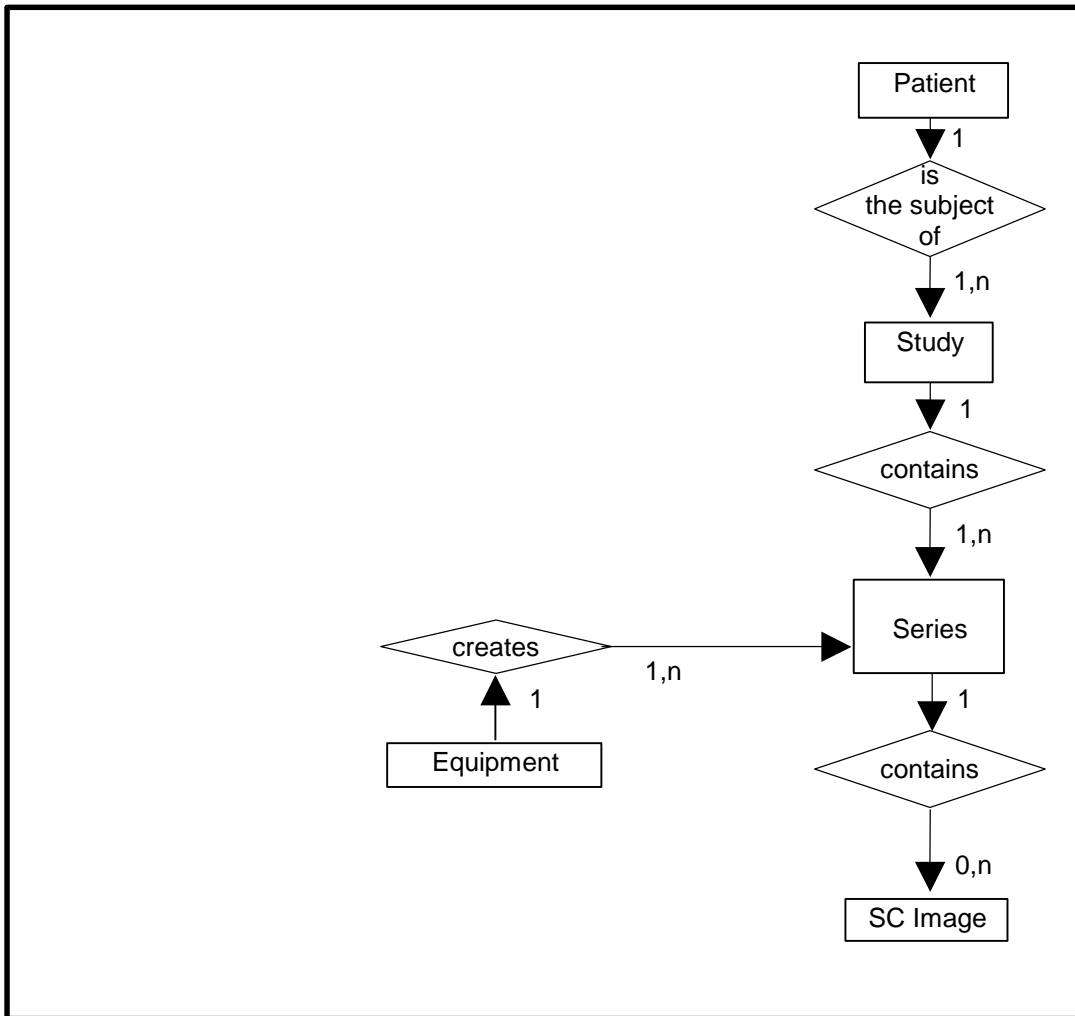 Patient
1
is
the subject
of
1,n
Study
1
contains
1,n
Series
creates
1,n
1
1
Equipment
contains
0,n
SC Image